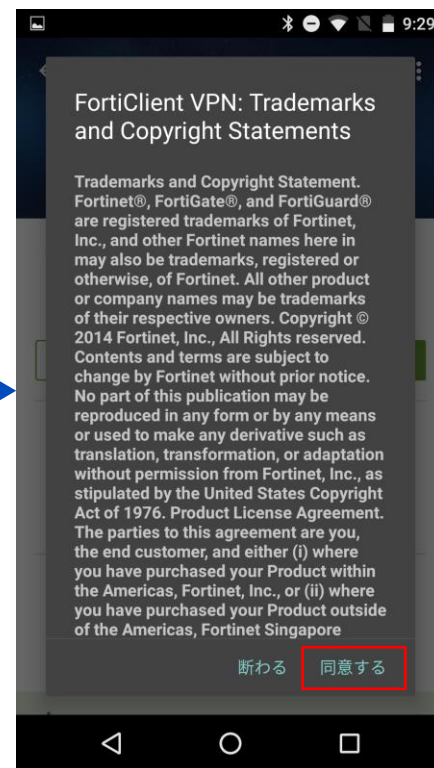 9:29
FortiClient VPN: Trademarks
and Copyright Statements
Trademarks and Copyright Statement.
Fortinet®, FortiGate®, and FortiGuard®
are registered trademarks of Fortinet,
Inc., and other Fortinet names here in
may also be trademarks, registered or
otherwise, of Fortinet. All other product
or company names may be trademarks
of their respective owners. Copyright ©
2014 Fortinet, Inc., All Rights reserved.
Contents and terms are subject to
change by Fortinet without prior notice.
No part of this publication may be
reproduced in any form or by any means
or used to make any derivative such as
translation, transformation, or adaptation
without permission from Fortinet, Inc., as
stipulated by the United States Copyright
Act of 1976. Product License Agreement.
The parties to this agreement are you,
the end customer, and either (i) where
you have purchased your Product within
the Americas, Fortinet, Inc., or (ii) where
you have purchased your Product outside
of the Americas, Fortinet Singapore
断わる 同意する